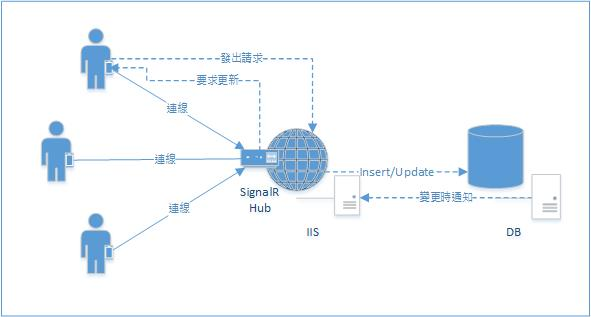 發出請求
要求更新
連線
連線
連線
SignalR
Hub
IIS
Insert/Update
變更時通知
DB